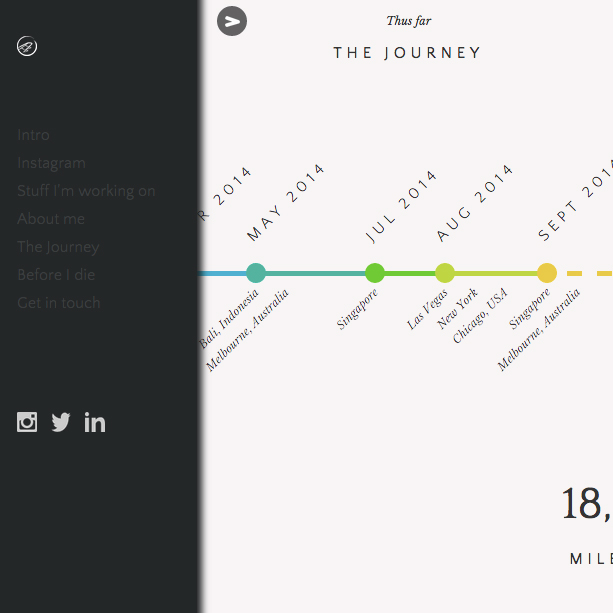 Intro
Instagram
Stuff I'm working on
About me
The Journey
Before I die
Get in touch
Thus far
THE JOURNEY
R 2014
MAY 2014
JUL 2014
AUG 2014
SEPT 2014
Bali, Indonesia
Melbourne, Australia
Singapore
Las Vegas
New York
Chicago, USA
Singapore
Melbourne, Australia
18,
MILE